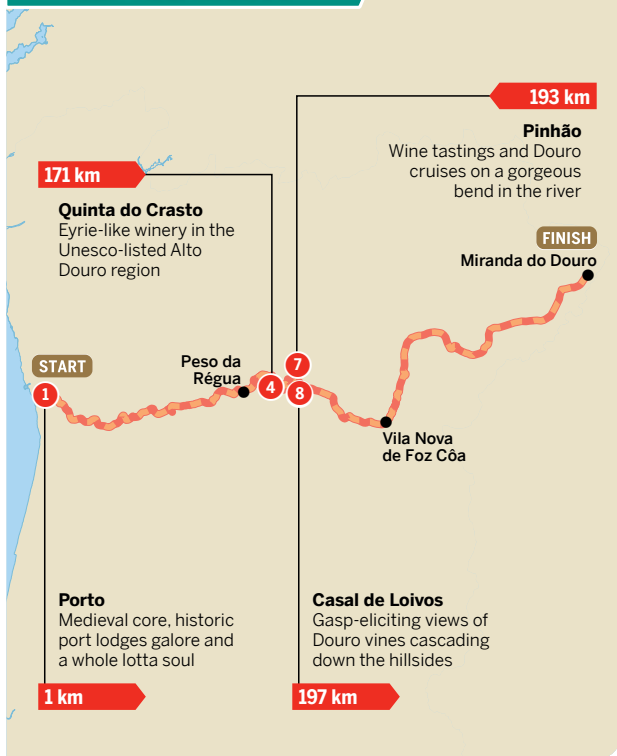 193 km
Pinhão
Wine tastings and Douro
cruises on a gorgeous
bend in the river
171 km
Quinta do Crasto
Eyrie-like winery in the
Unesco-listed Alto
Douro region
FINISH
Miranda do Douro
START
1
Peso da
Régua
4
7
8
Vila Nova
de Foz Côa
Porto
Medieval core, historic
port lodges galore and
a whole lotta soul
1 km
Casal de Loivos
Gasp-eliciting views of
Douro vines cascading
down the hillsides
197 km